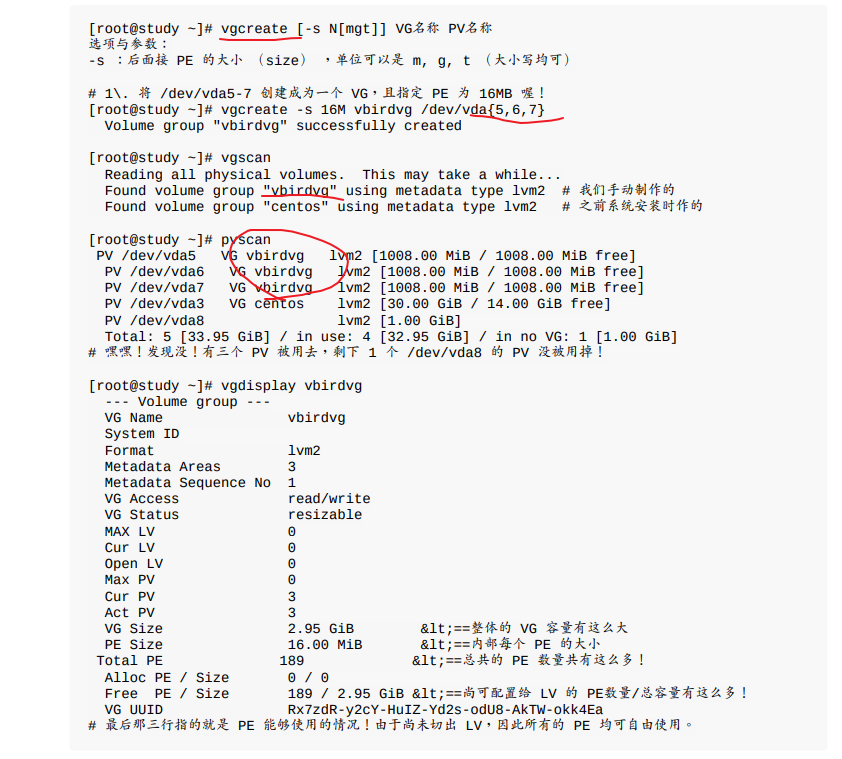 [root@study ~]# vgcreate [-s N[mgt]] VG名称 PV名称
选项与参数：
-s ：后面接 PE 的大小 （size） ，单位可以是 m, g, t （大小写均可）
# 1\. 将 /dev/vda5-7 创建成为一个 VG，且指定 PE 为 16MB 喔！
[root@study ~]# vgcreate -s 16M vbirdvg /dev/vda{5,6,7}
Volume group "vbirdvg" successfully created
[root@study ~]# vgscan
Reading all physical volumes.  This may take a while...
Found volume group "vbirdvg" using metadata type lvm2  # 我们手动制作的
Found volume group "centos" using metadata type lvm2   # 之前系统安装时作的
[root@study ~]# pvscan
PV /dev/vda5   VG vbirdvg   lvm2 [1008.00 MiB / 1008.00 MiB free]
PV /dev/vda6   VG vbirdvg   lvm2 [1008.00 MiB / 1008.00 MiB free]
PV /dev/vda7   VG vbirdvg   lvm2 [1008.00 MiB / 1008.00 MiB free]
PV /dev/vda3   VG centos    lvm2 [30.00 GiB / 14.00 GiB free]
PV /dev/vda8                lvm2 [1.00 GiB]
Total: 5 [33.95 GiB] / in use: 4 [32.95 GiB] / in no VG: 1 [1.00 GiB]
# 嘿嘿！发现没！有三个 PV 被用去，剩下 1 个 /dev/vda8 的 PV 没被用掉！
[root@study ~]# vgdisplay vbirdvg
--- Volume group ---
VG Name               vbirdvg
System ID
Format                lvm2
Metadata Areas        3
Metadata Sequence No  1
VG Access             read/write
VG Status             resizable
MAX LV                0
Cur LV                0
Open LV               0
Max PV                0
Cur PV                3
Act PV                3
VG Size               2.95 GiB        &lt;==整体的 VG 容量有这么大
PE Size               16.00 MiB       &lt;==内部每个 PE 的大小
Total PE              189             &lt;==总共的 PE 数量共有这么多！
Alloc PE / Size       0 / 0
Free  PE / Size       189 / 2.95 GiB &lt;==尚可配置给 LV 的 PE数量/总容量有这么多！
VG UUID               Rx7zdR-y2cY-HuIZ-Yd2s-odU8-AkTW-okk4Ea
# 最后那三行指的就是 PE 能够使用的情况！由于尚未切出 LV，因此所有的 PE 均可自由使用。